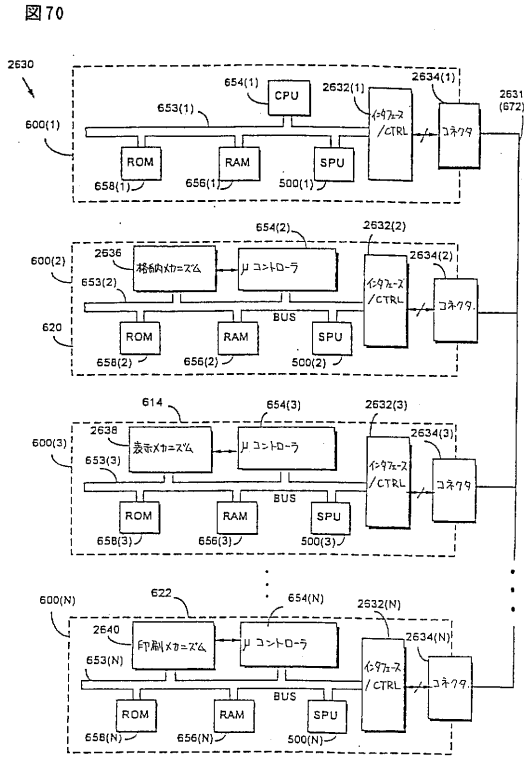 図70
2630
654(1)
2632(1)
2634(1)
2631
(672)
CPU
653(1)
インタフェース
/CTRL
コネクタ
600(1)
ROM
RAM
SPU
658(1)
656(1)
500(1)
654(2)
2632(2)
600(2)
2636
格納メカニズム
μコントローラ
2634(2)
653(2)
インタフェース
/CTRL
コネクタ
BUS
620
ROM
RAM
SPU
658(2)
656(2)
500(2)
614
654(3)
2632(3)
600(3)
2638
表示メカニズム
μコントローラ
2634(3)
653(3)
インタフェース
/CTRL
コネクタ
BUS
ROM
RAM
SPU
658(3)
656(3)
500(3)
600(N)
622
654(N)
2632(N)
2640
印刷メカニズム
μコントローラ
2634(N)
653(N)
インタフェース
/CTRL
コネクタ
BUS
ROM
RAM
SPU
658(N)
656(N)
500(N)